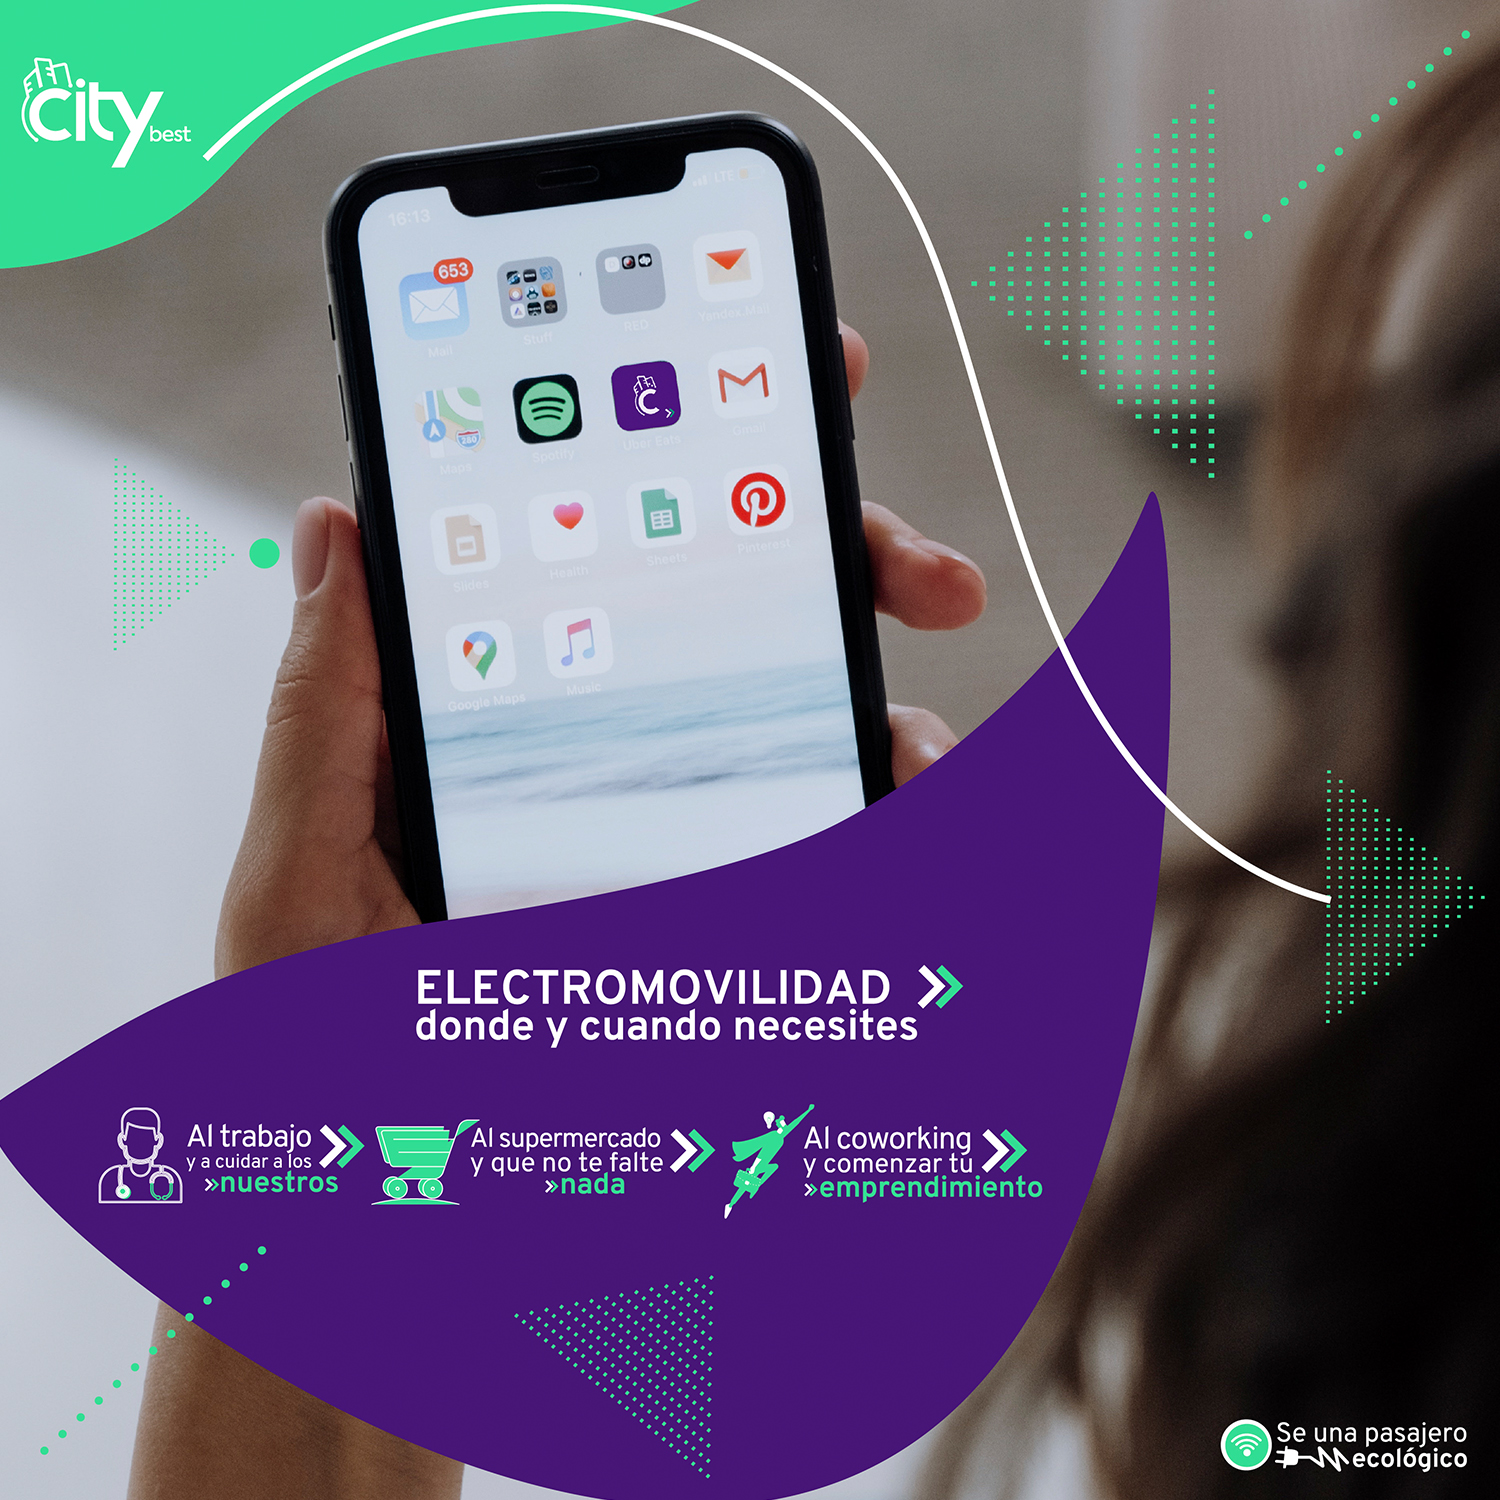 city best
16:13
LTE
653
Mail
Stuff
RED
Yandex Mail
280
Maps
Spotify
C
Uber Eats
Gmail
Slides
Health
Sheets
Pinterest
Google Maps
Music
ELECTROMOVILIDAD »
donde y cuando necesites
Al trabajo
y a cuidar a los
»nuestros
Al supermercado
y que no te falte
»nada
Al coworking
y comenzar tu
»emprendimiento
Se una pasajero
ecológico